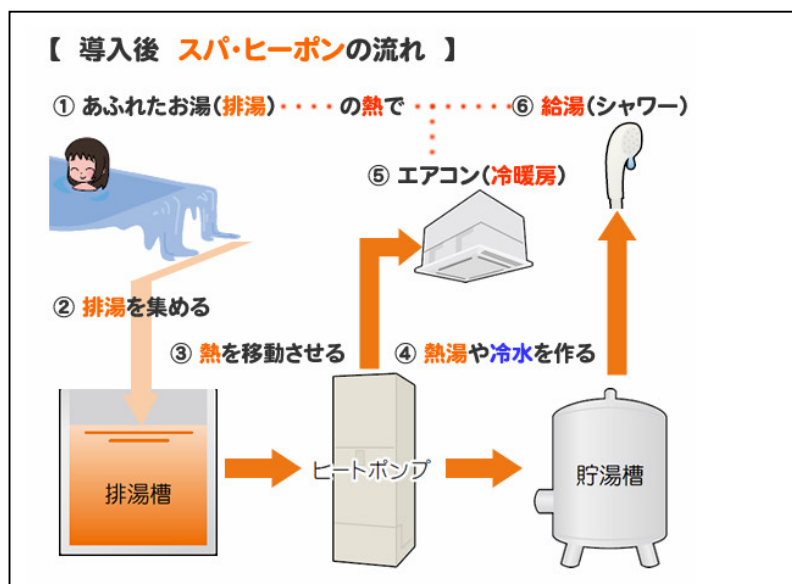 【 導入後 スパ・ヒーポンの流れ 】
① あふれたお湯(排湯)・・・・の熱で・・・・・・・⑥ 給湯(シャワー)
⑤ エアコン(冷暖房)
② 排湯を集める
③ 熱を移動させる
④ 熱湯や冷水を作る
排湯槽
ヒートポンプ
貯湯槽